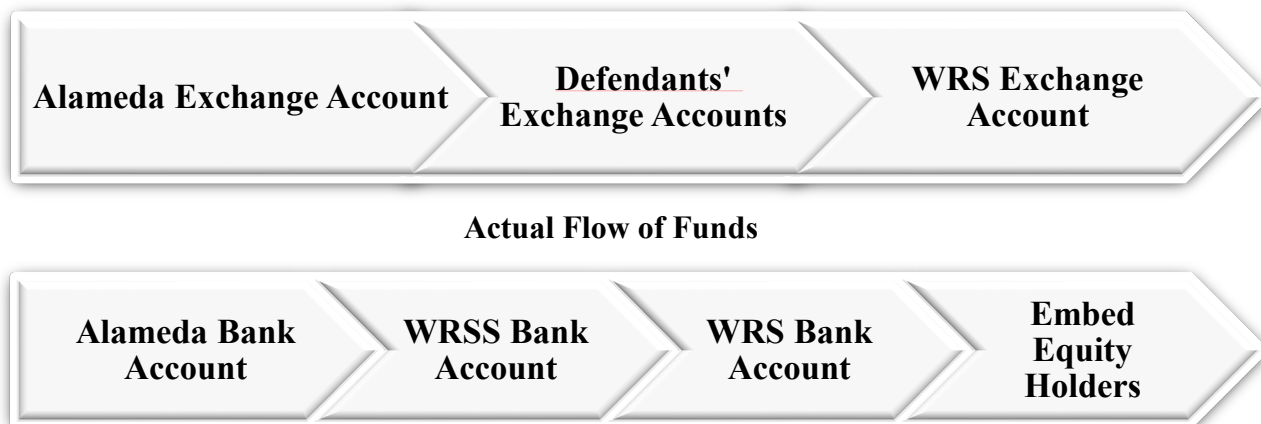 Alameda Exchange Account
Defendants'
Exchange Accounts
WRS Exchange
Account
Actual Flow of Funds
Alameda Bank
Account
WRSS Bank
Account
WRS Bank
Account
Embed
Equity
Holders